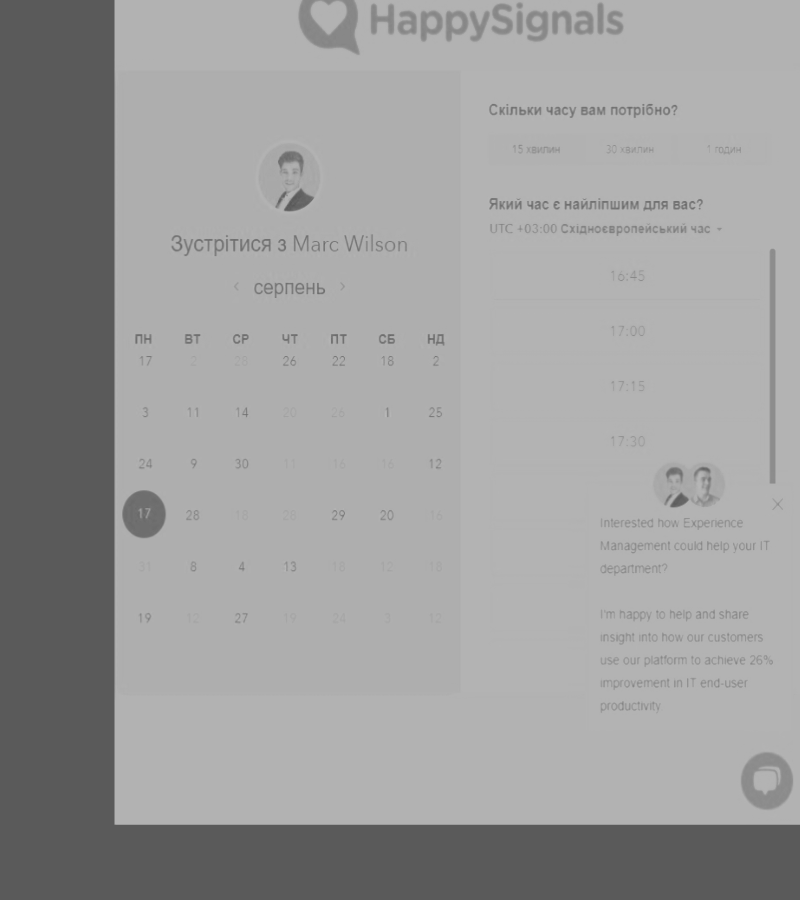 HappySignals
Зустрітися з Marc Wilson
серпень
ПН ВТ СР ЧТ ПТ СБ НД
17 2 23 26 22 18 2
3 11 14 20 26 1 25
24 9 30 11 16 16 12
17 28 18 28 29 20 16
31 8 4 13 18 12 18
19 12 27 19 24 3 12
Скільки часу вам потрібно?
15 хвилин 30 хвилин 1 годин
Який час є найліпшим для вас?
UTC +03:00 Східноєвропейський час
16:45
17:00
17:15
17:30
Interested how Experience
Management could help your IT
department?
I'm happy to help and share
insight into how our customers
use our platform to achieve 26%
improvement in IT end-user
productivity.